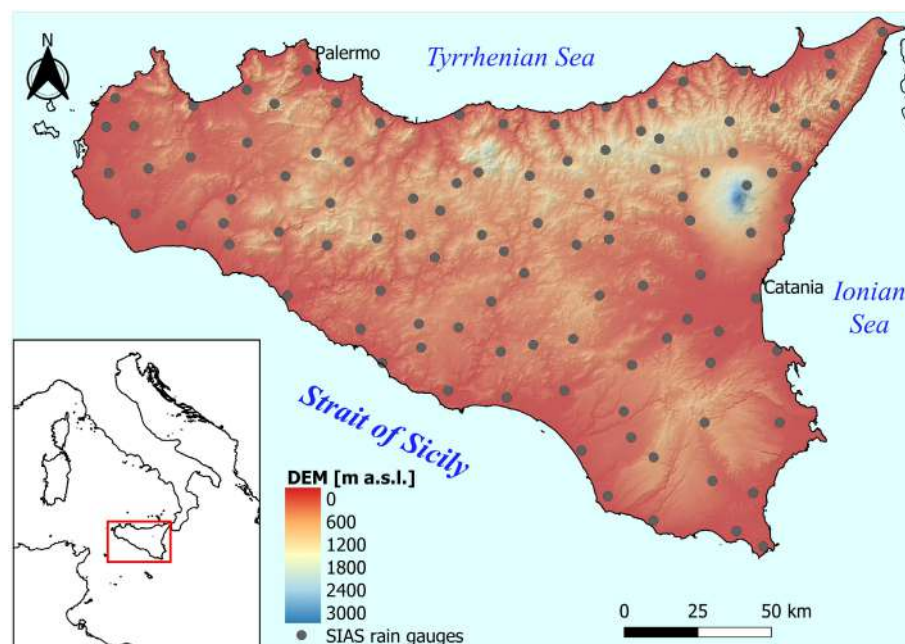 N
Palermo
Tyrrhenian Sea
Catania
Ionian
Sea
Strait of Sicily
DEM [m a.s.l.]
0
600
1200
1800
2400
3000
SIAS rain gauges
0 25 50 km